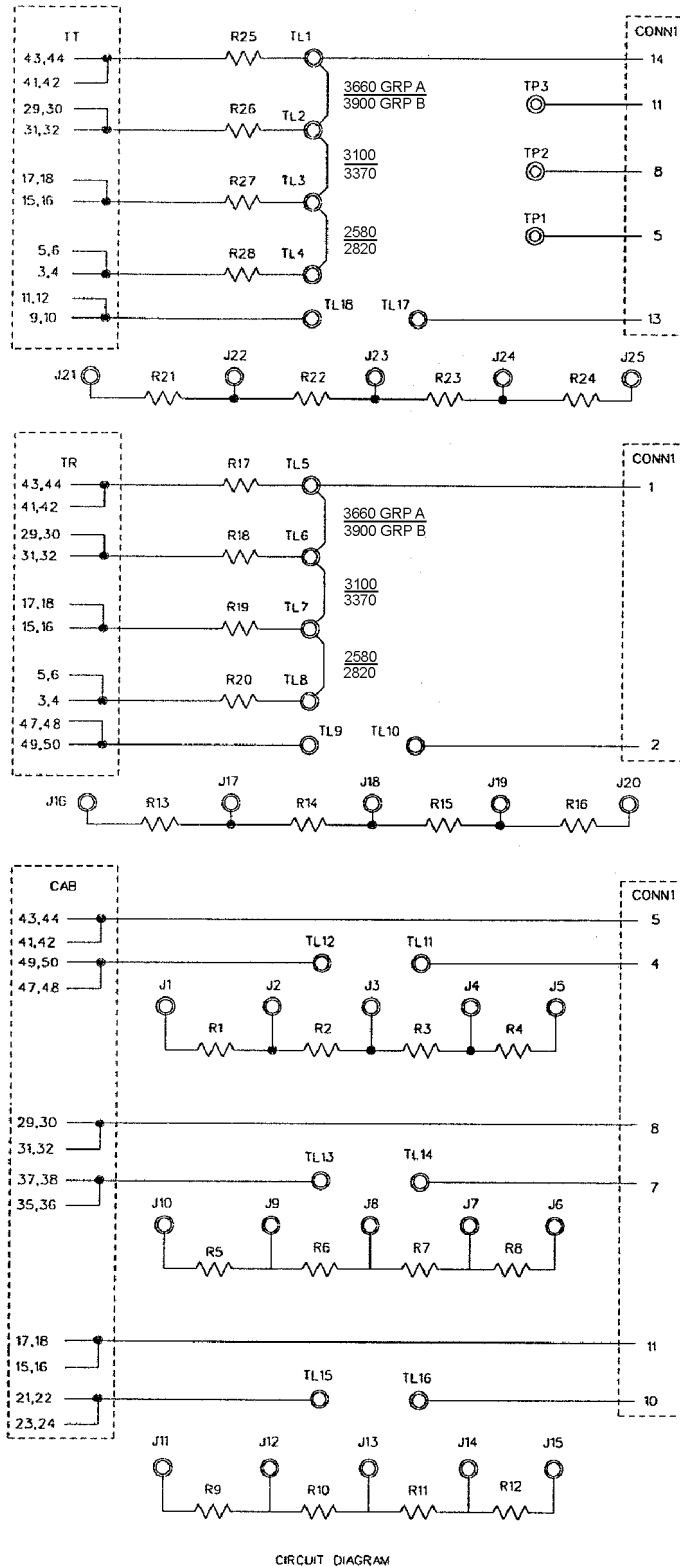 TT R25 TL1 CONN1
43,44 14
41,42
3660 GRP A
3900 GRP B
29,30 R26 TL2 TP3
31,32 11
3100
3370
17,18 R27 TL3 TP2
15,16 8
2580
2820
5,6 R28 TL4 TP1
3,4 5
11,12 TL18 TL17
9,10 13
J21 R21 J22 R22 J23 R23 J24 R24 J25
TR R17 TL5 CONN1
43,44 1
41,42
3660 GRP A
3900 GRP B
29,30 R18 TL6
31,32
3100
3370
17,18 R19 TL7
15,16
2580
2820
5,6 R20 TL8
3,4
47,48 TL9 TL10
49,50 2
J16 R13 J17 R14 J18 R15 J19 R16 J20
CAB CONN1
43,44 5
41,42 TL12 TL11
49,50 4
47,48
J1 J2 J3 J4 J5
R1 R2 R3 R4
29,30 8
31,32
37,38 TL13 TL14 7
35,36
J10 J9 J8 J7 J6
R5 R6 R7 R8
17,18 11
15,16
21,22 TL15 TL16 10
23,24
J11 J12 J13 J14 J15
R9 R10 R11 R12
CIRCUIT DIAGRAM